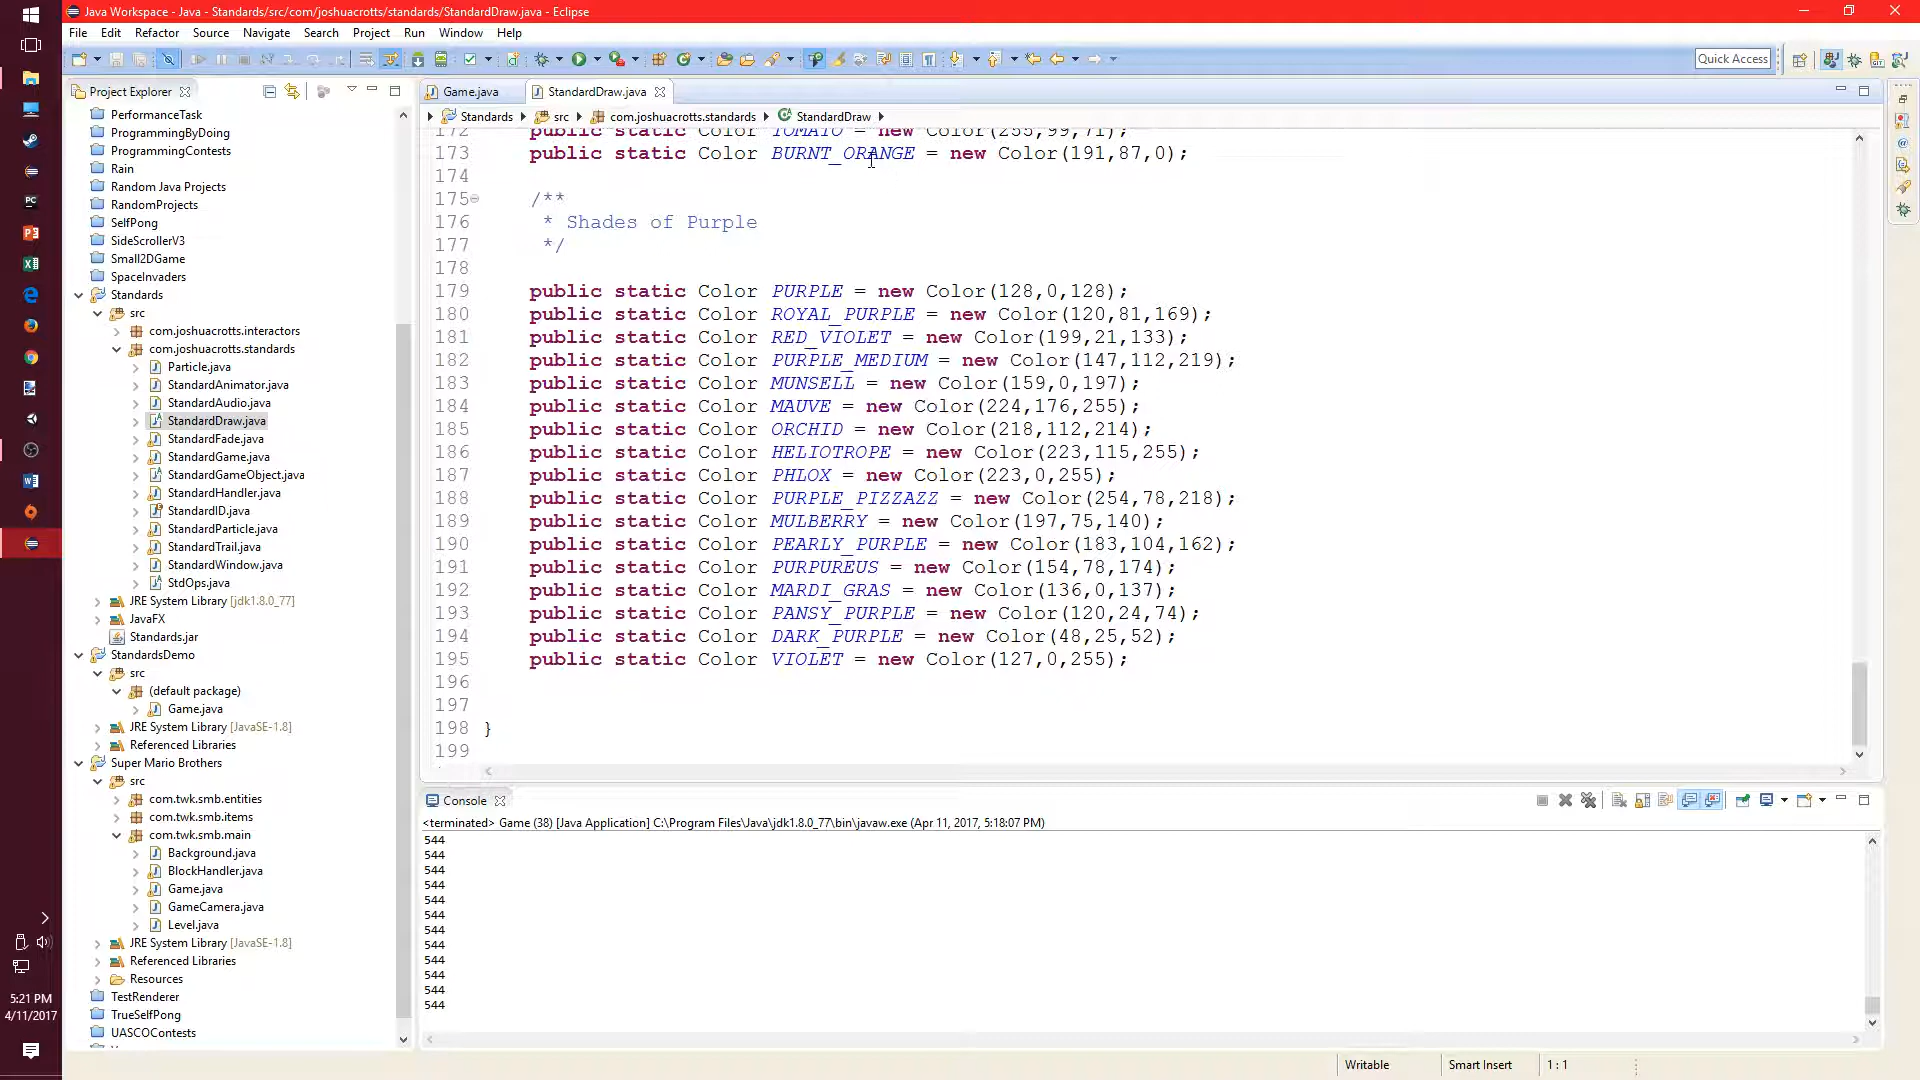 Java Workspace - Java - Standards/src/com/joshuacrotts/standards/StandardDraw.java - Eclipse
File Edit Refactor Source Navigate Search Project Run Window Help
Quick Access
Project Explorer
PerformanceTask
ProgrammingByDoing
ProgrammingContests
Rain
Random Java Projects
RandomProjects
SelfPong
SideScrollerV3
Small2DGame
SpaceInvaders
Standards
src
com.joshuacrotts.interactors
com.joshuacrotts.standards
Particle.java
StandardAnimator.java
StandardAudio.java
StandardDraw.java
StandardFade.java
StandardGame.java
StandardGameObject.java
StandardHandler.java
StandardID.java
StandardParticle.java
StandardTrail.java
StandardWindow.java
StdOps.java
JRE System Library [jdk1.8.0_77]
JavaFX
Standards.jar
StandardsDemo
src
(default package)
Game.java
JRE System Library [JavaSE-1.8]
Referenced Libraries
Super Mario Brothers
src
com.twk.smb.entities
com.twk.smb.items
com.twk.smb.main
Background.java
BlockHandler.java
Game.java
GameCamera.java
Level.java
JRE System Library [JavaSE-1.8]
Referenced Libraries
Resources
TestRenderer
TrueSelfPong
UASCOContests
Game.java StandardDraw.java
Standards src com.joshuacrotts.standards StandardDraw
172 public static Color TOMATO = new Color(255,99,71);
173 public static Color BURNT_ORANGE = new Color(191,87,0);
174
175 /**
176 * Shades of Purple
177 */
178
179 public static Color PURPLE = new Color(128,0,128);
180 public static Color ROYAL_PURPLE = new Color(120,81,169);
181 public static Color RED_VIOLET = new Color(199,21,133);
182 public static Color PURPLE_MEDIUM = new Color(147,112,219);
183 public static Color MUNSELL = new Color(159,0,197);
184 public static Color MAUVE = new Color(224,176,255);
185 public static Color ORCHID = new Color(218,112,214);
186 public static Color HELIOTROPE = new Color(223,115,255);
187 public static Color PHLOX = new Color(223,0,255);
188 public static Color PURPLE_PIZZAZZ = new Color(254,78,218);
189 public static Color MULBERRY = new Color(197,75,140);
190 public static Color PEARLY_PURPLE = new Color(183,104,162);
191 public static Color PURPUREUS = new Color(154,78,174);
192 public static Color MARDI_GRAS = new Color(136,0,137);
193 public static Color PANSY_PURPLE = new Color(120,24,74);
194 public static Color DARK_PURPLE = new Color(48,25,52);
195 public static Color VIOLET = new Color(127,0,255);
196
197
198 }
199
Console
<terminated> Game (38) [Java Application] C:\Program Files\Java\jdk1.8.0_77\bin\javaw.exe (Apr 11, 2017, 5:18:07 PM)
544
544
544
544
544
544
544
544
544
544
544
544
Writable Smart Insert 1 : 1
5:21 PM
4/11/2017